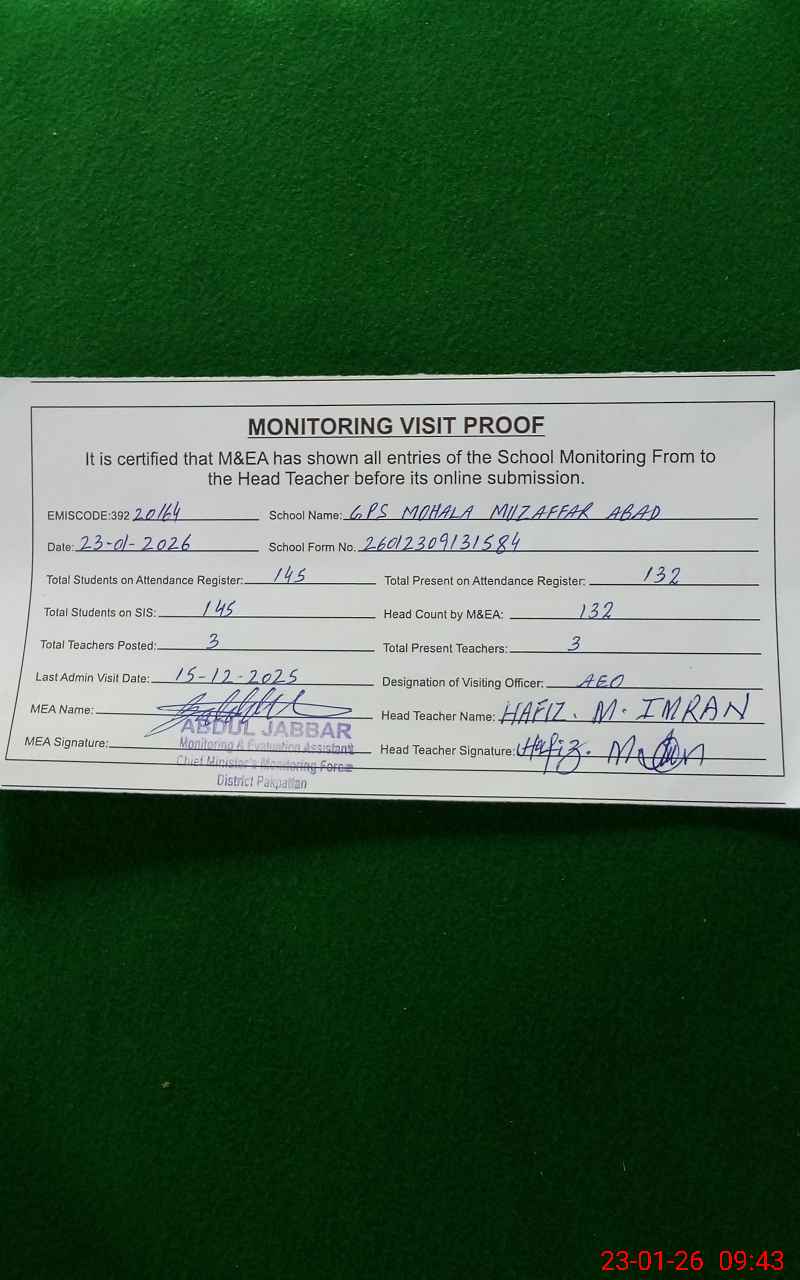 MONITORING VISIT PROOF
It is certified that M&EA has shown all entries of the School Monitoring From to
the Head Teacher before its online submission.
EMISCODE:392 20164 School Name: GPS MOHALA MUZAFFAR ABAD
Date: 23-01-2026 School Form No. 26012309131584
Total Students on Attendance Register: 145 Total Present on Attendance Register: 132
Total Students on SIS: 145 Head Count by M&EA: 132
Total Teachers Posted: 3 Total Present Teachers: 3
Last Admin Visit Date: 15-12-2025 Designation of Visiting Officer: AEO
MEA Name: Head Teacher Name: HAFIZ. M. IMRAN
ABDUL JABBAR
MEA Signature: Monitoring & Evaluation Assistant Head Teacher Signature: Hafiz. M
Chief Minister's Monitoring Force
District Pakpattan
23-01-26 09:43